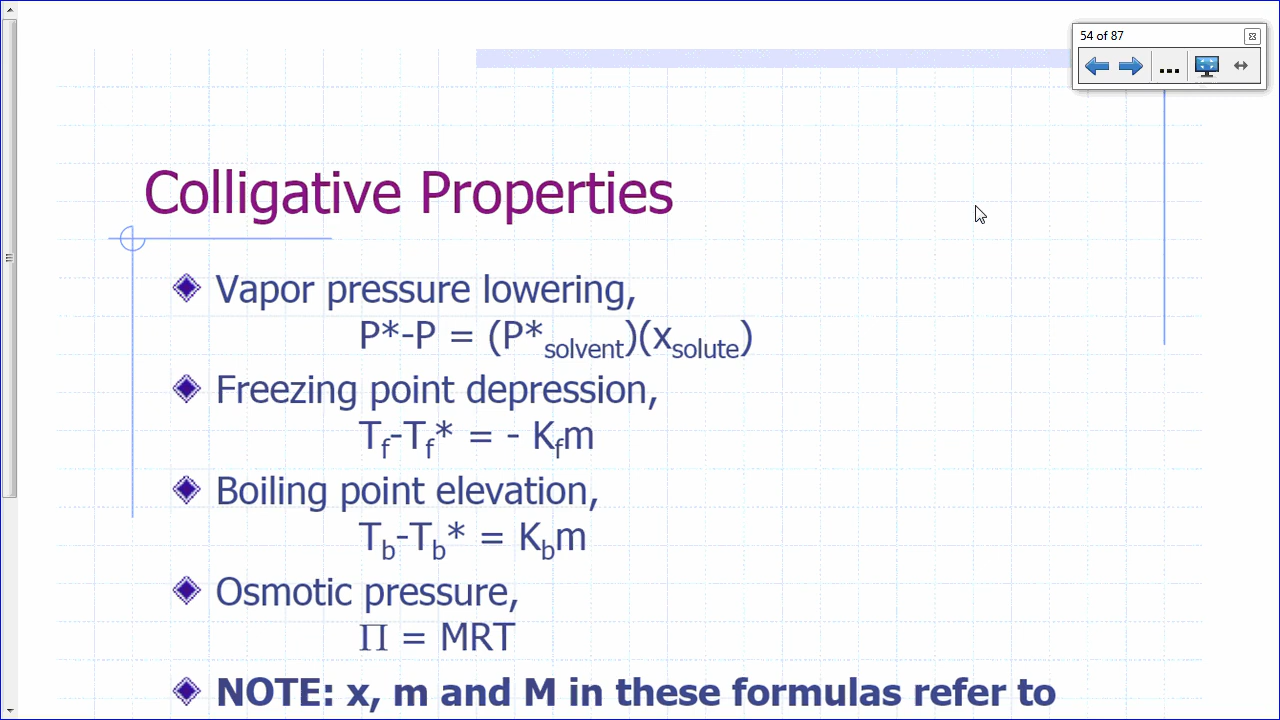 54 of 87
Colligative Properties
Vapor pressure lowering,
P*-P = (P*solvent)(xsolute)
Freezing point depression,
Tf-Tf* = - Kfm
Boiling point elevation,
Tb-Tb* = Kbm
Osmotic pressure,
Π = MRT
NOTE: x, m and M in these formulas refer to